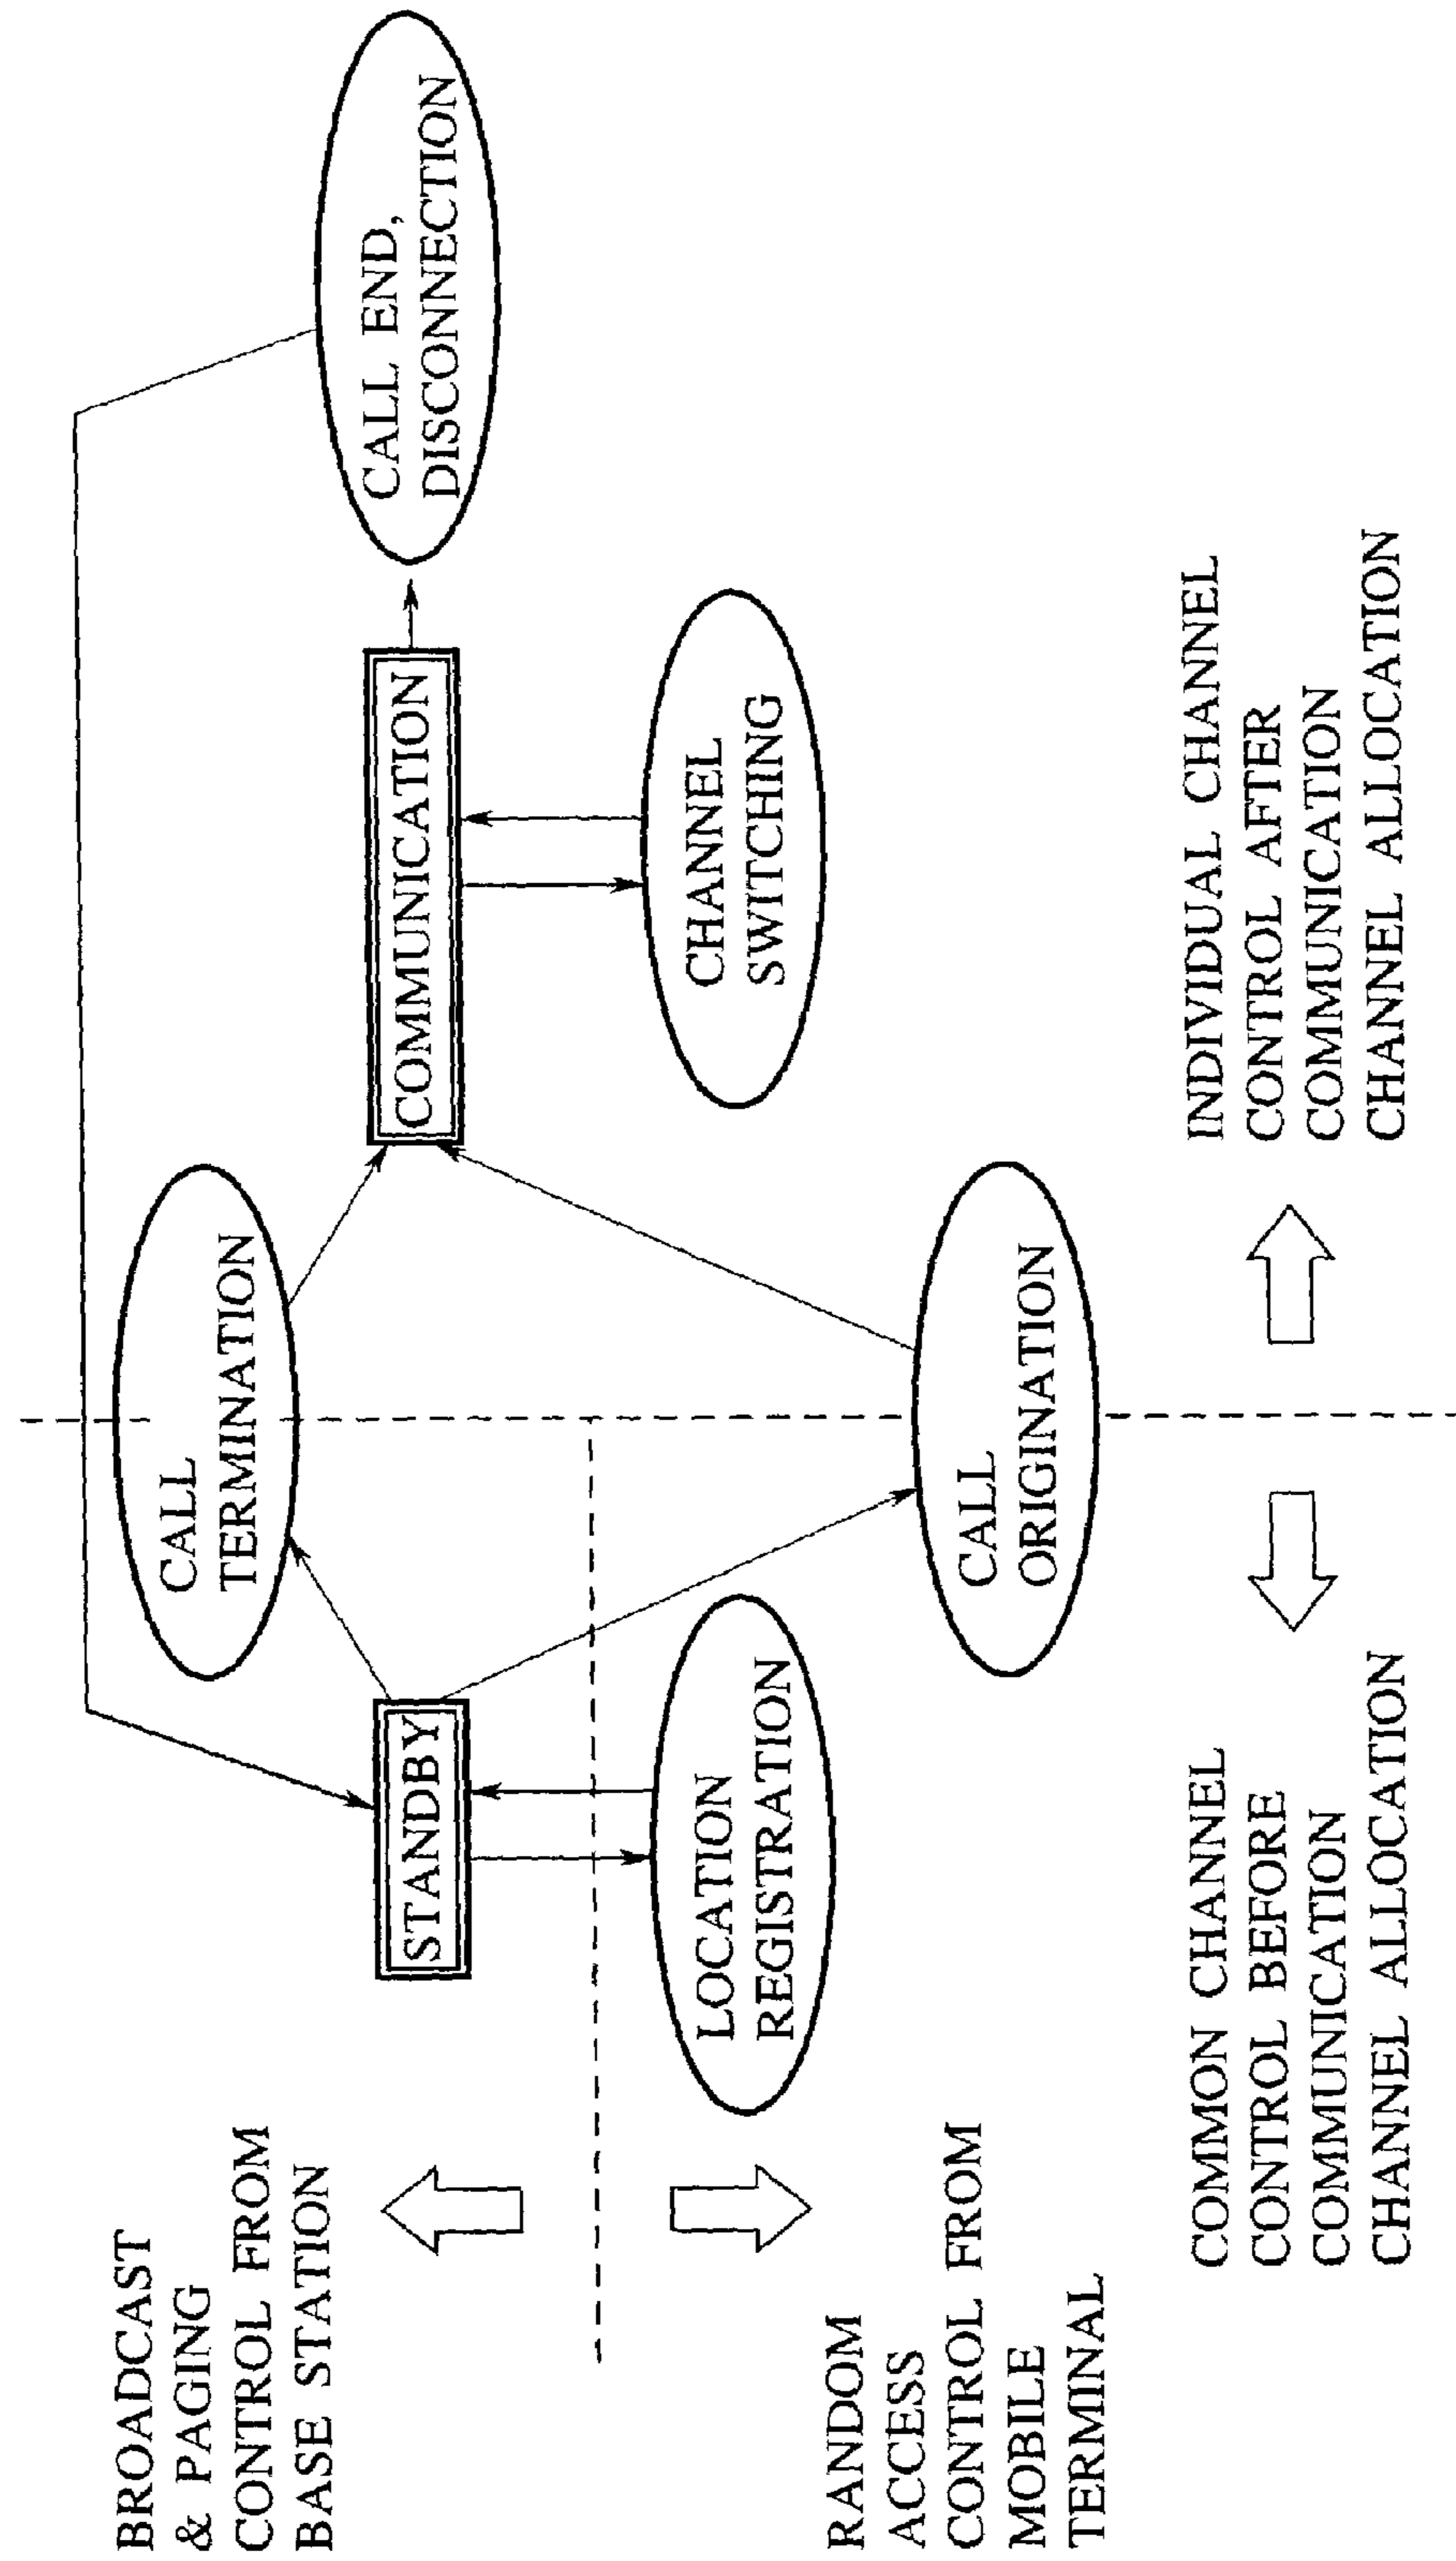 BROADCAST
& PAGING
CONTROL FROM
BASE STATION
RANDOM
ACCESS
CONTROL FROM
MOBILE
TERMINAL
STANDBY
LOCATION
REGISTRATION
CALL
TERMINATION
CALL
ORIGINATION
COMMUNICATION
CHANNEL
SWITCHING
CALL END,
DISCONNECTION
COMMON CHANNEL
CONTROL BEFORE
COMMUNICATION
CHANNEL ALLOCATION
INDIVIDUAL CHANNEL
CONTROL AFTER
COMMUNICATION
CHANNEL ALLOCATION